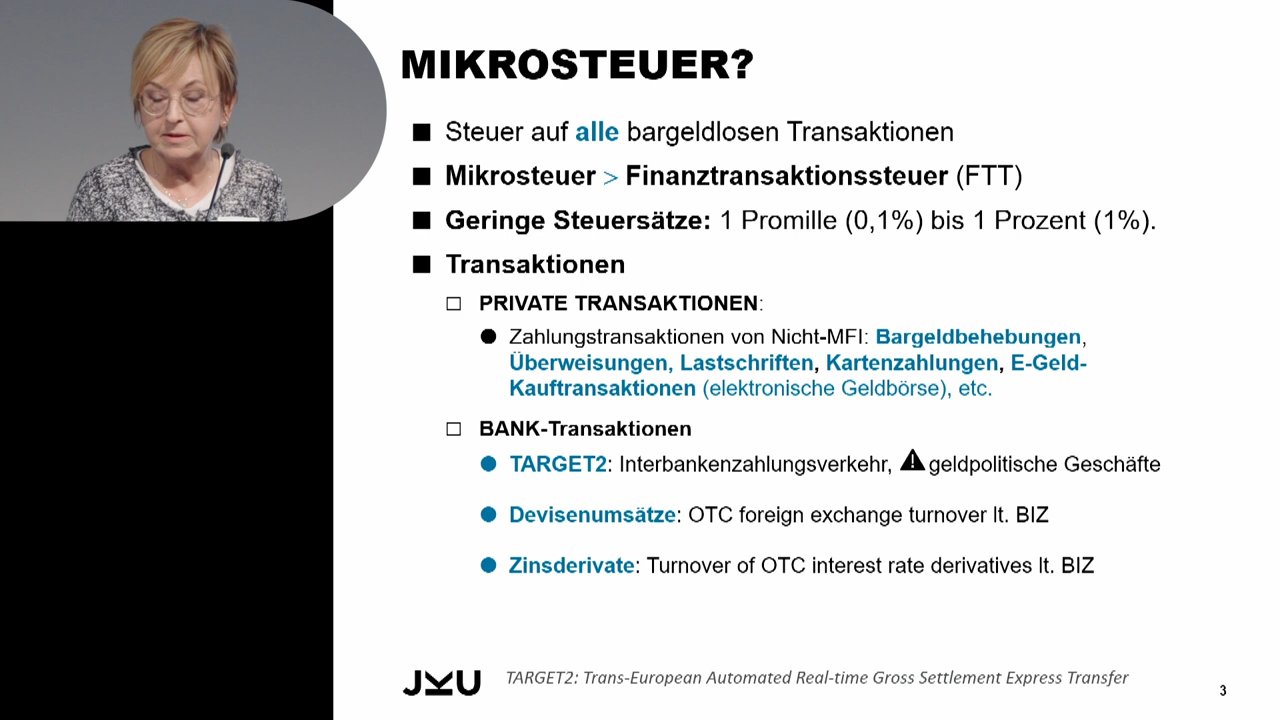 MIKROSTEUER?
Steuer auf alle bargeldlosen Transaktionen
Mikrosteuer > Finanztransaktionssteuer (FTT)
Geringe Steuersätze: 1 Promille (0,1%) bis 1 Prozent (1%).
Transaktionen
PRIVATE TRANSAKTIONEN:
Zahlungstransaktionen von Nicht-MFI: Bargeldbehebungen,
Überweisungen, Lastschriften, Kartenzahlungen, E-Geld-
Kauftransaktionen (elektronische Geldbörse), etc.
BANK-Transaktionen
TARGET2: Interbankenzahlungsverkehr, geldpolitische Geschäfte
Devisenumsätze: OTC foreign exchange turnover lt. BIZ
Zinsderivate: Turnover of OTC interest rate derivatives lt. BIZ
JKU
TARGET2: Trans-European Automated Real-time Gross Settlement Express Transfer
3